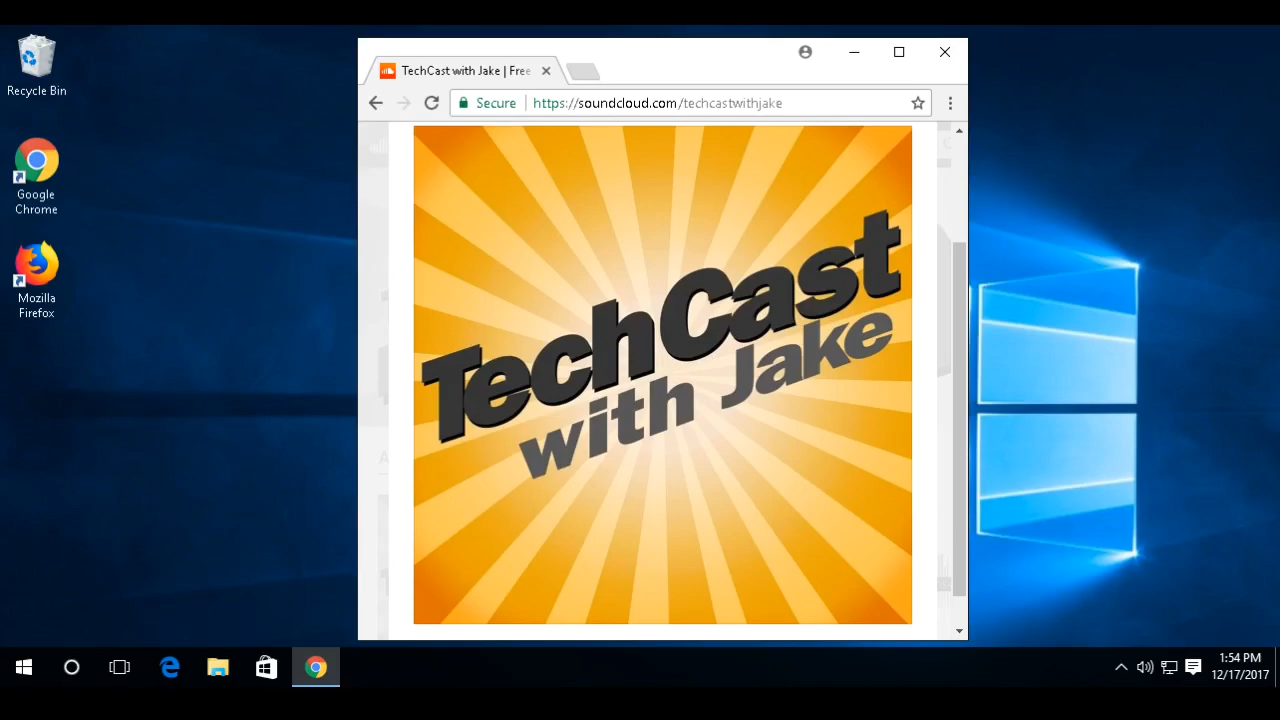 Recycle Bin
Google
Chrome
Mozilla
Firefox
TechCast with Jake | Free
Secure
https://soundcloud.com/techcastwithjake
TechCast
with Jake
1:54 PM
12/17/2017